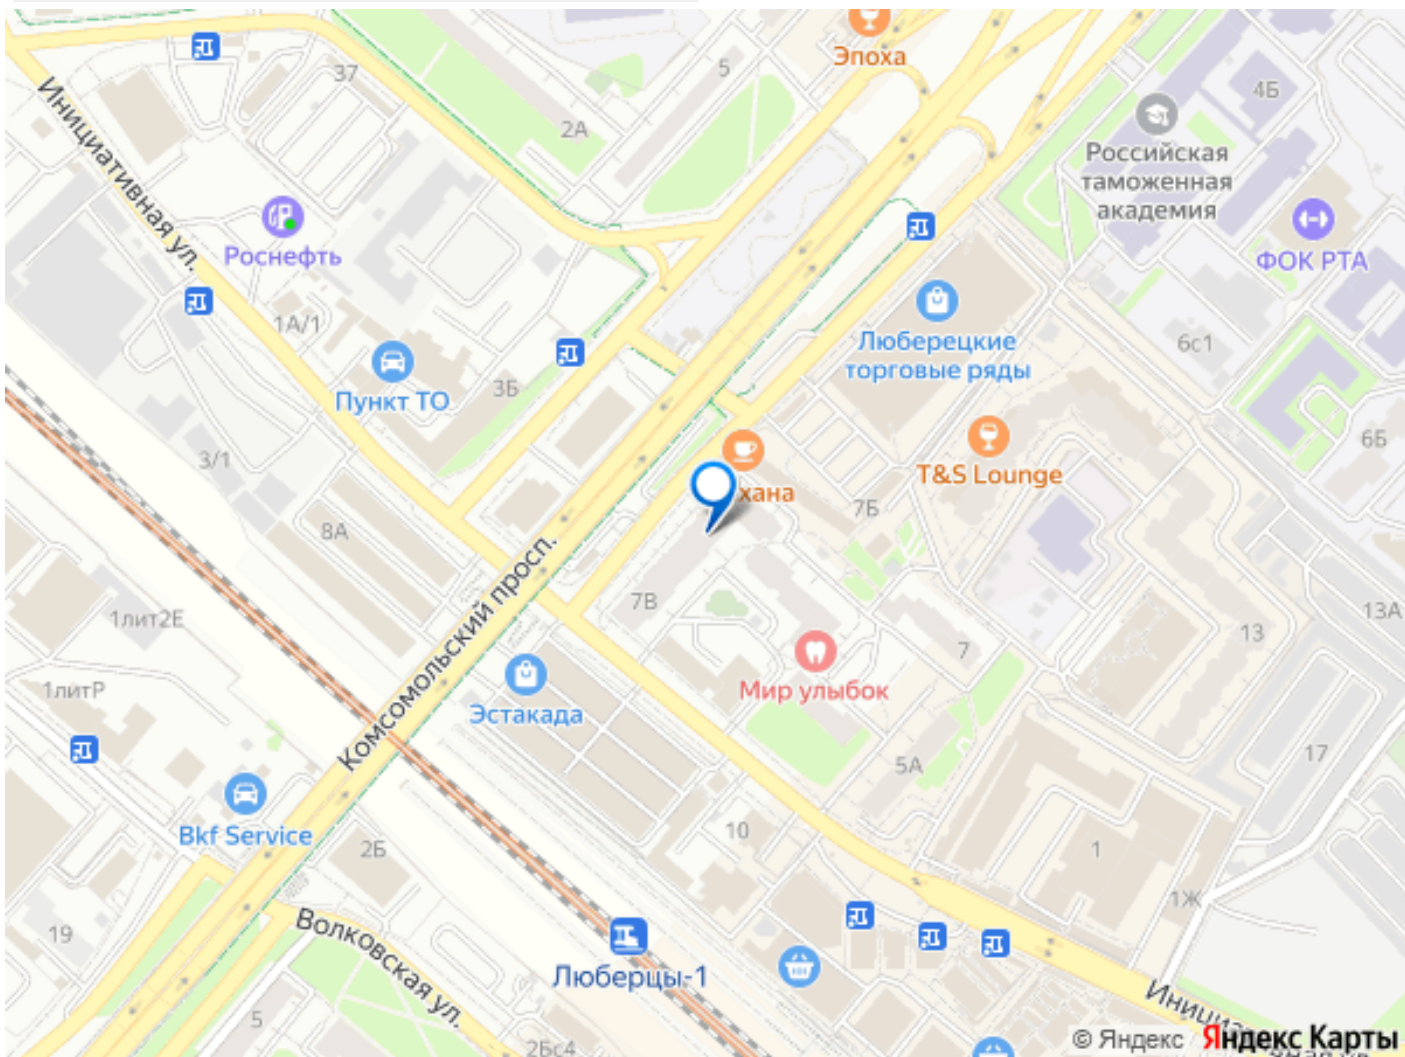 Эпоха
5
37
2А
4Б
Российская
таможенная
академия
Инициативная ул.
Роснефть
ФОК РТА
1А/1
Люберецкие
торговые ряды
6с1
Пункт ТО
3Б
6Б
3/1
T&S Lounge
хана
7Б
8А
Комсомольский просп.
7В
1лит2Е
13А
13
7
1литР
Мир улыбок
Эстакада
17
5А
Bkf Service
2Б
10
1
1Ж
19
Волковская ул.
Люберцы-1
5
2Бс4
© Яндекс Яндекс Карты